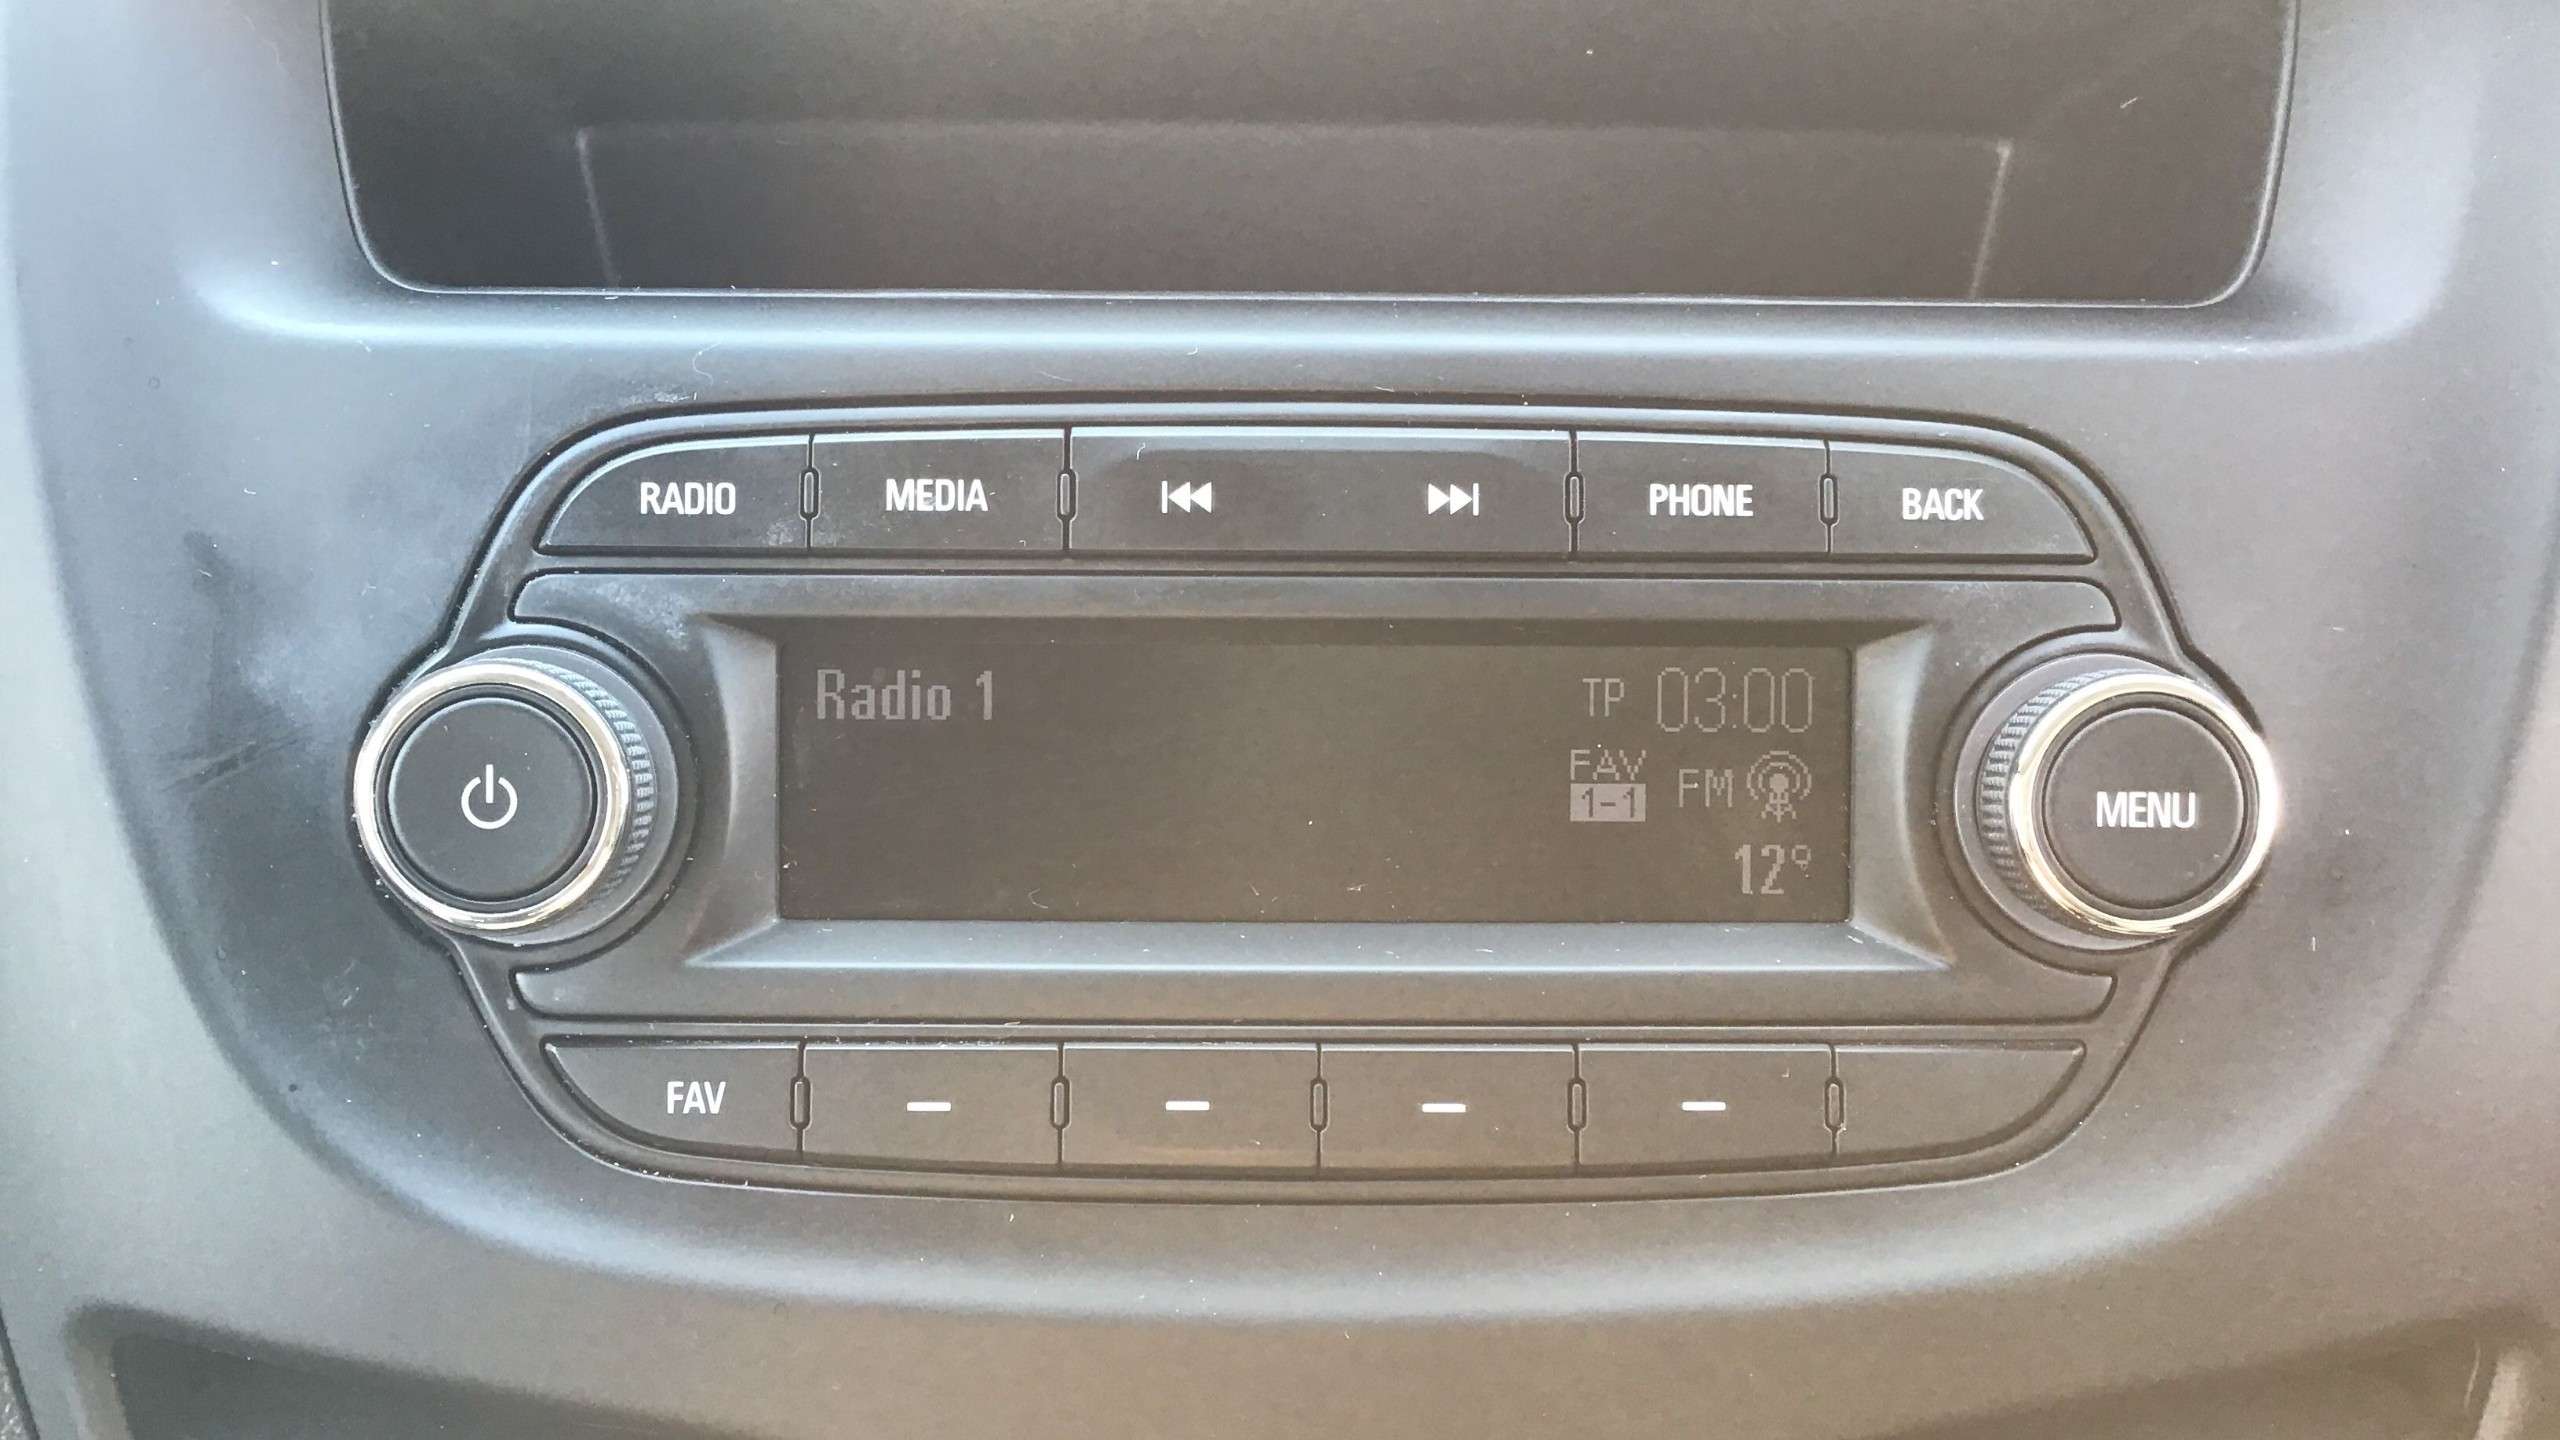 RADIO MEDIA PHONE BACK
Radio 1 TP 03:00
FAV FM
1-1
12°
MENU
FAV